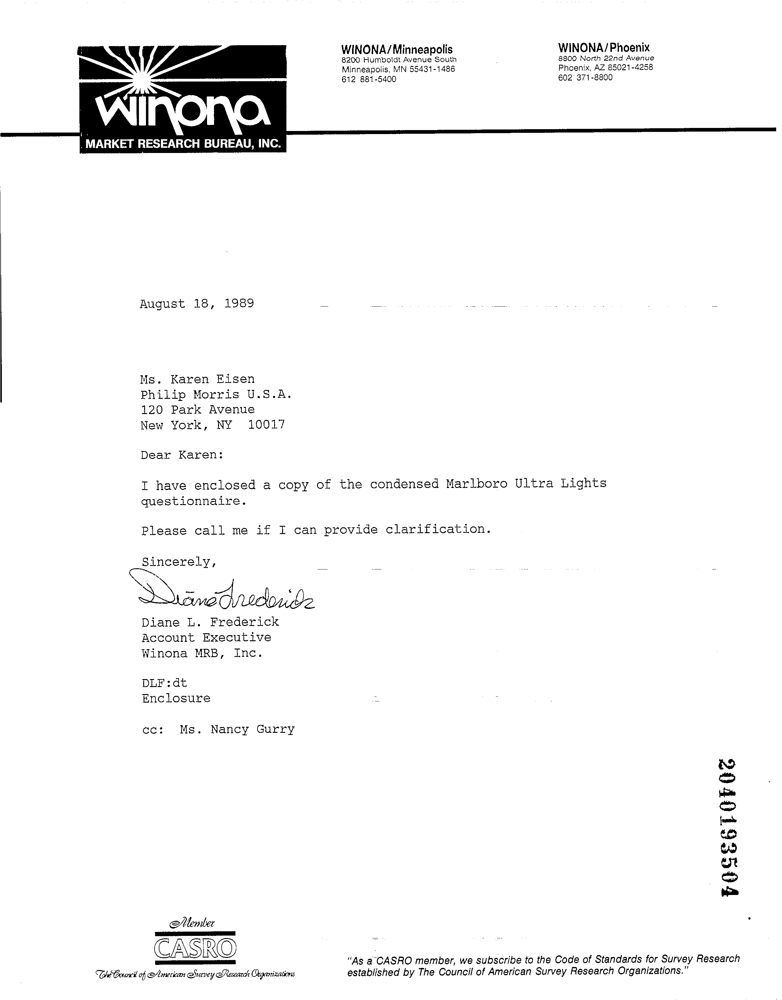 winona
MARKET RESEARCH BUREAU, INC.
WINONA/Minneapolis
8200 Humboldt Avenue South
Minneapolis, MN 55431-1486
612 881-5400
WINONA/Phoenix
8800 North 22nd Avenue
Phoenix, AZ 85021-4258
602 371-8800
August 18, 1989
Ms. Karen Eisen
Philip Morris U.S.A.
120 Park Avenue
New York, NY 10017
Dear Karen:
I have enclosed a copy of the condensed Marlboro Ultra Lights
questionnaire.
Please call me if I can provide clarification.
Sincerely,
Diane Frederick
Diane L. Frederick
Account Executive
Winona MRB, Inc.
DLF:dt
Enclosure
cc: Ms. Nancy Gurry
2040193504
Member
CASRO
The Council of American Survey Research Organizations
"As a CASRO member, we subscribe to the Code of Standards for Survey Research
established by The Council of American Survey Research Organizations."